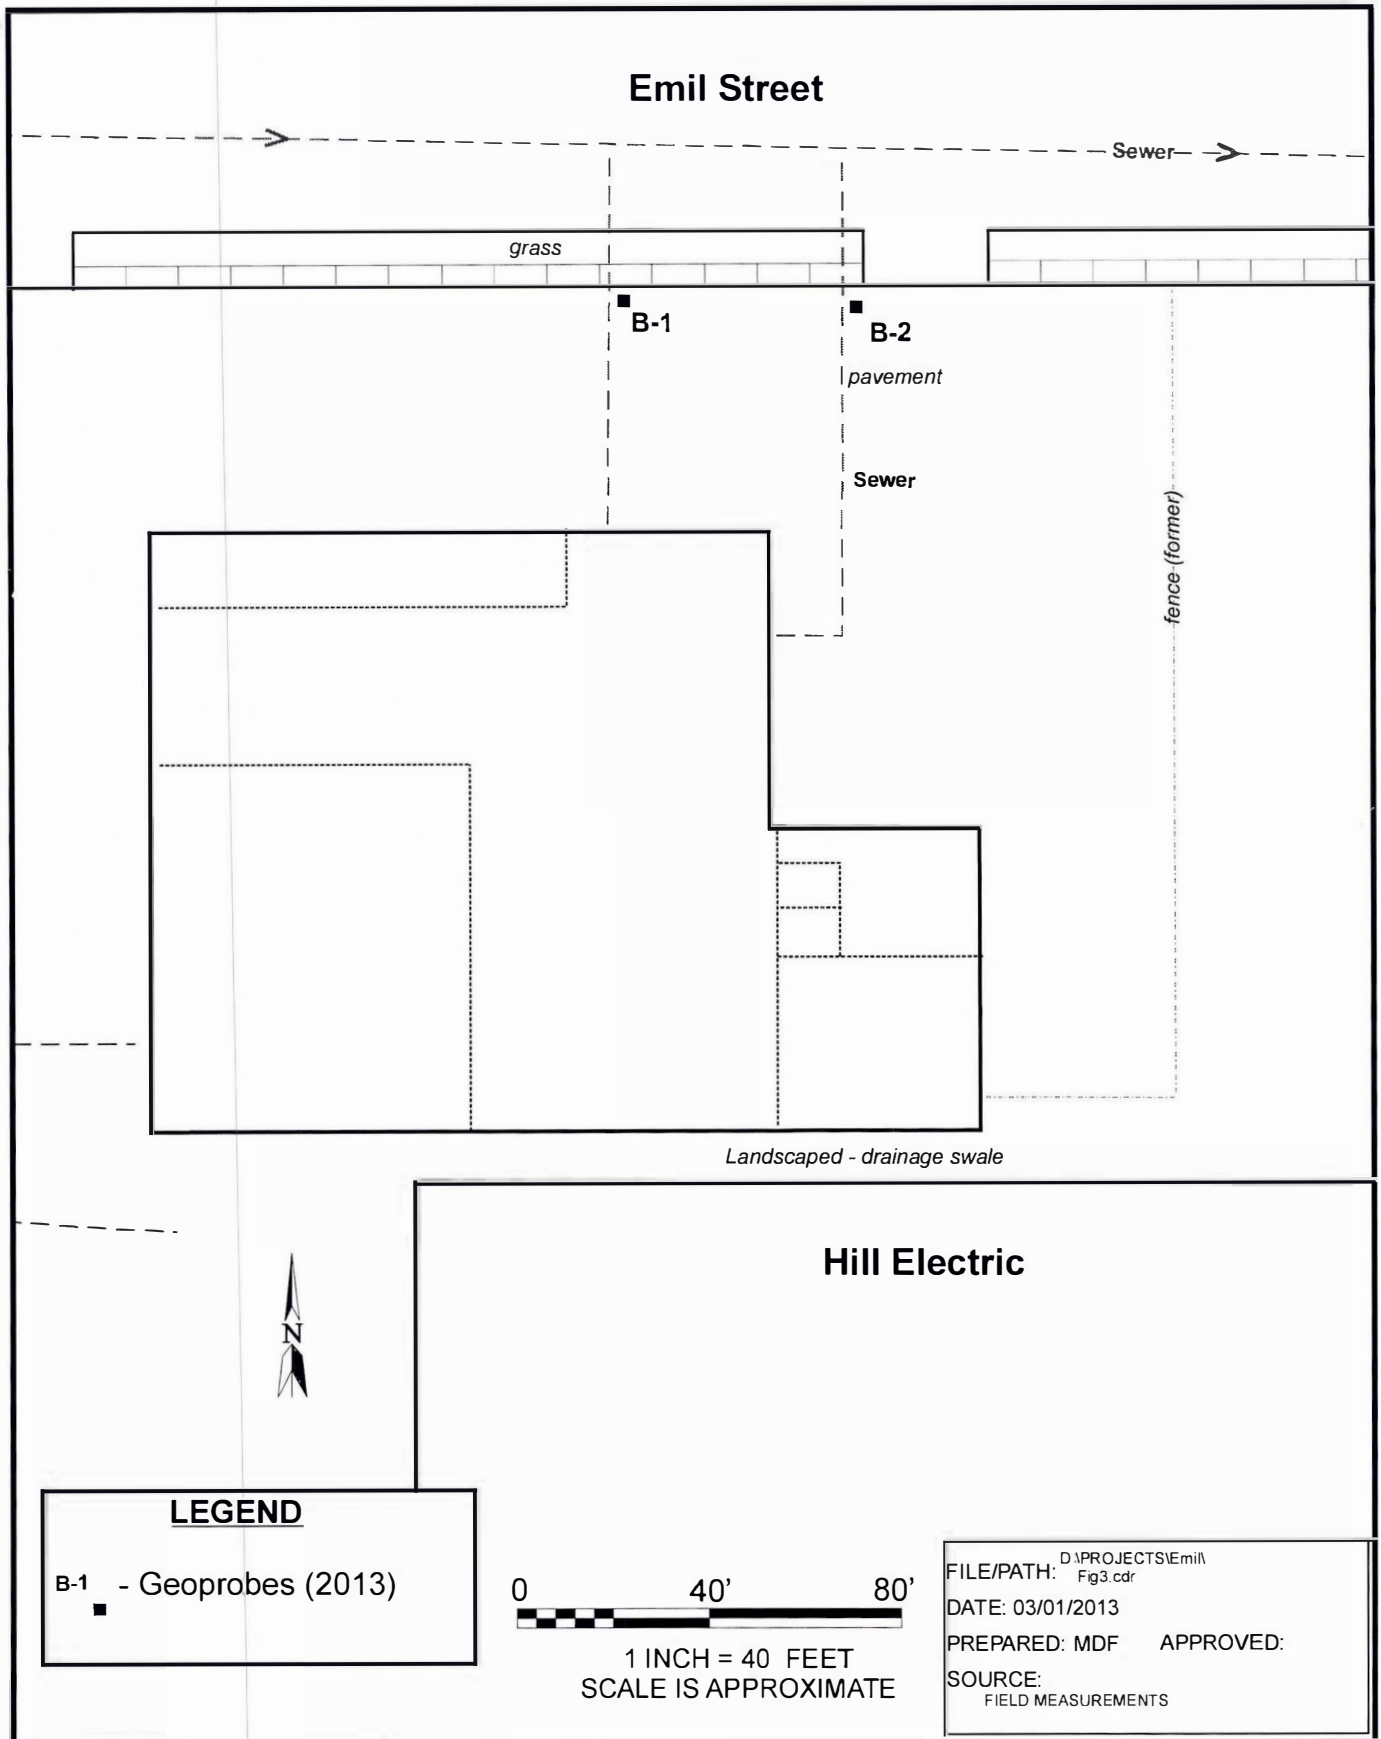 Emil Street
Sewer
grass
B-1
B-2
pavement
Sewer
fence (former)
Landscaped - drainage swale
Hill Electric
N
LEGEND
B-1 - Geoprobes (2013)
0 40' 80'
1 INCH = 40 FEET
SCALE IS APPROXIMATE
FILE/PATH: D:\PROJECTS\Emil\
Fig3.cdr
DATE: 03/01/2013
PREPARED: MDF APPROVED:
SOURCE:
FIELD MEASUREMENTS